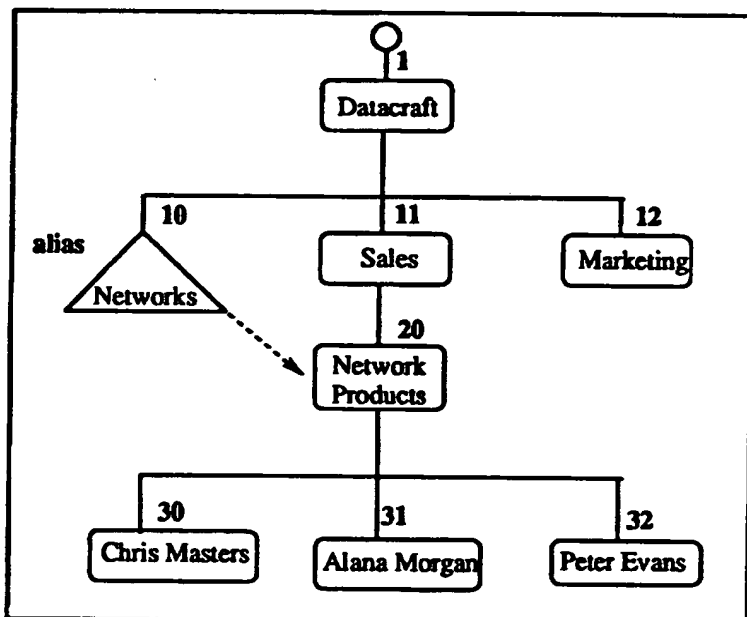 1
Datacraft
10
11
12
alias
Networks
Sales
Marketing
20
Network
Products
30
31
32
Chris Masters
Alana Morgan
Peter Evans